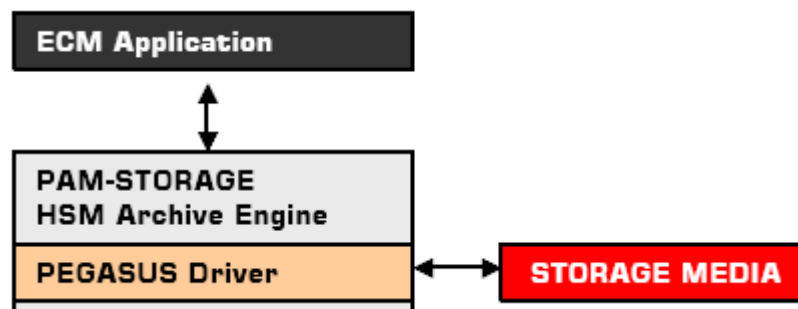 ECM Application
PAM-STORAGE
HSM Archive Engine
PEGASUS Driver
STORAGE MEDIA